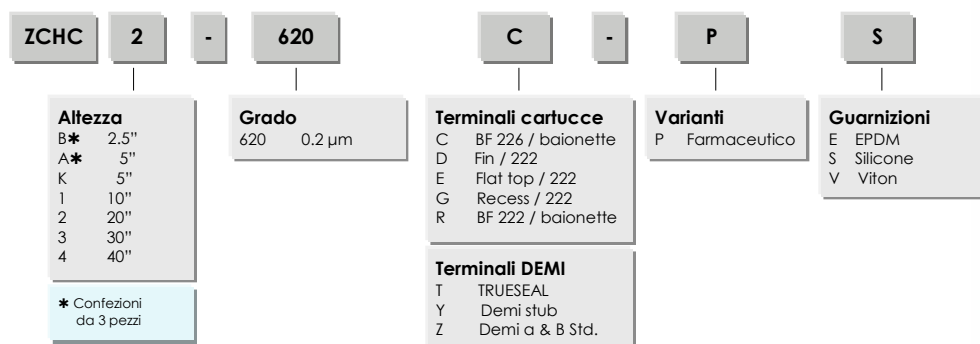 ZCHC 2 - 620 C - P S
Altezza
B✱ 2.5”
A✱ 5”
K 5”
1 10”
2 20”
3 30”
4 40”
✱ Confezioni
da 3 pezzi
Grado
620 0.2 µm
Terminali cartucce
C BF 226 / baionette
D Fin / 222
E Flat top / 222
G Recess / 222
R BF 222 / baionette
Terminali DEMI
T TRUESEAL
Y Demi stub
Z Demi a & B Std.
Varianti
P Farmaceutico
Guarnizioni
E EPDM
S Silicone
V Viton